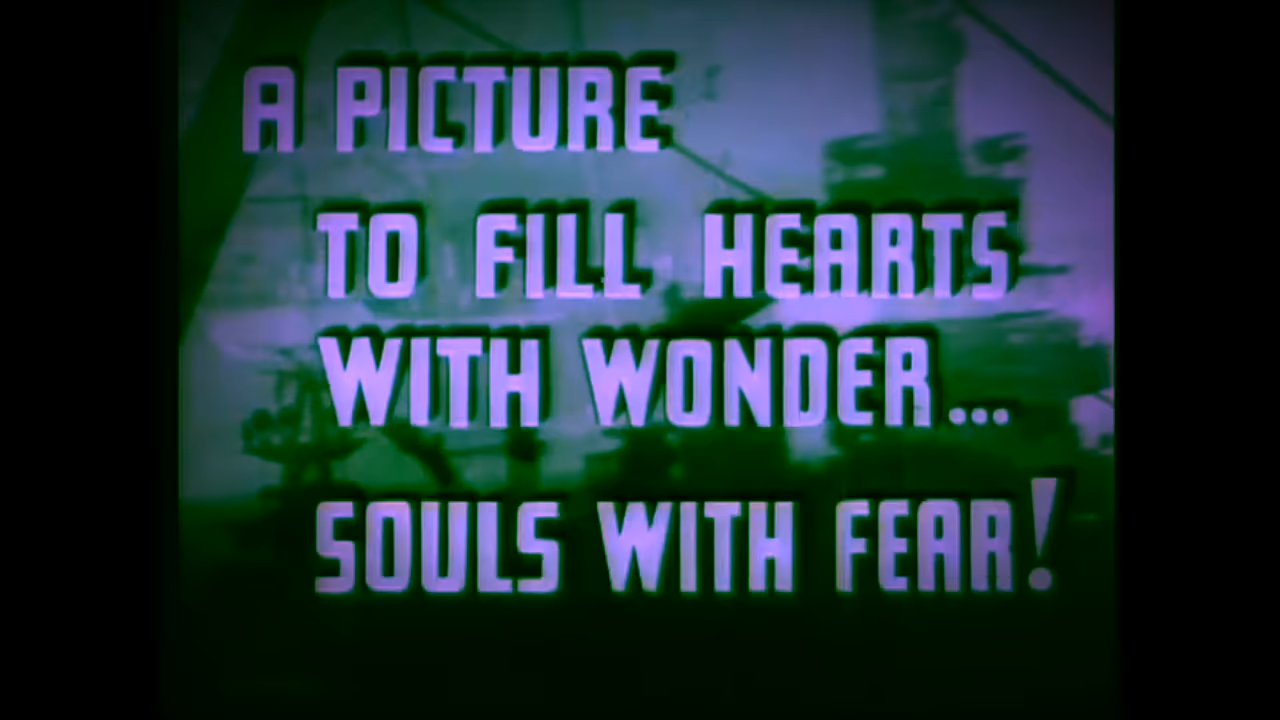 A PICTURE
TO FILL HEARTS
WITH WONDER...
SOULS WITH FEAR!